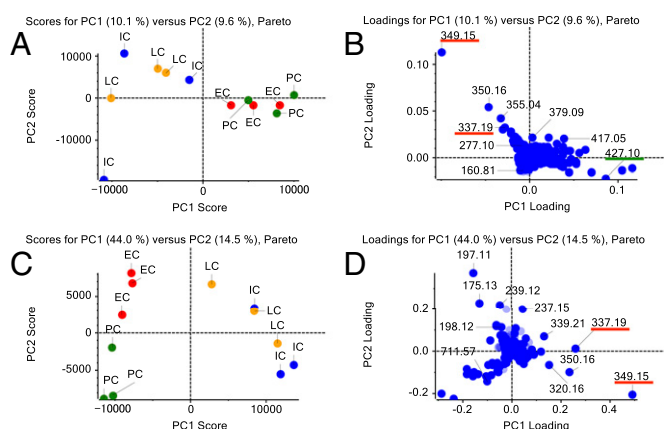 Scores for PC1 (10.1 %) versus PC2 (9.6 %), Pareto
A
IC
LC
LC
IC
LC
EC
PC
PC
EC
EC
PC
IC
10000
0
-10000
-10000
0
10000
PC2 Score
PC1 Score
Loadings for PC1 (10.1 %) versus PC2 (9.6 %), Pareto
B
349.15
350.16
355.04
379.09
337.19
277.10
417.05
427.10
160.81
0.10
0.05
0.00
0.0
0.1
PC2 Loading
PC1 Loading
Scores for PC1 (44.0 %) versus PC2 (14.5 %), Pareto
C
EC
EC
LC
EC
IC
LC
PC
LC
IC
IC
PC
PC
5000
0
-5000
-10000
0
10000
PC2 Score
PC1 Score
Loadings for PC1 (44.0 %) versus PC2 (14.5 %), Pareto
D
197.11
175.13
239.12
237.15
198.12
339.21
337.19
711.57
350.16
349.15
320.16
0.2
0.0
-0.2
-0.2
0.0
0.2
0.4
PC2 Loading
PC1 Loading